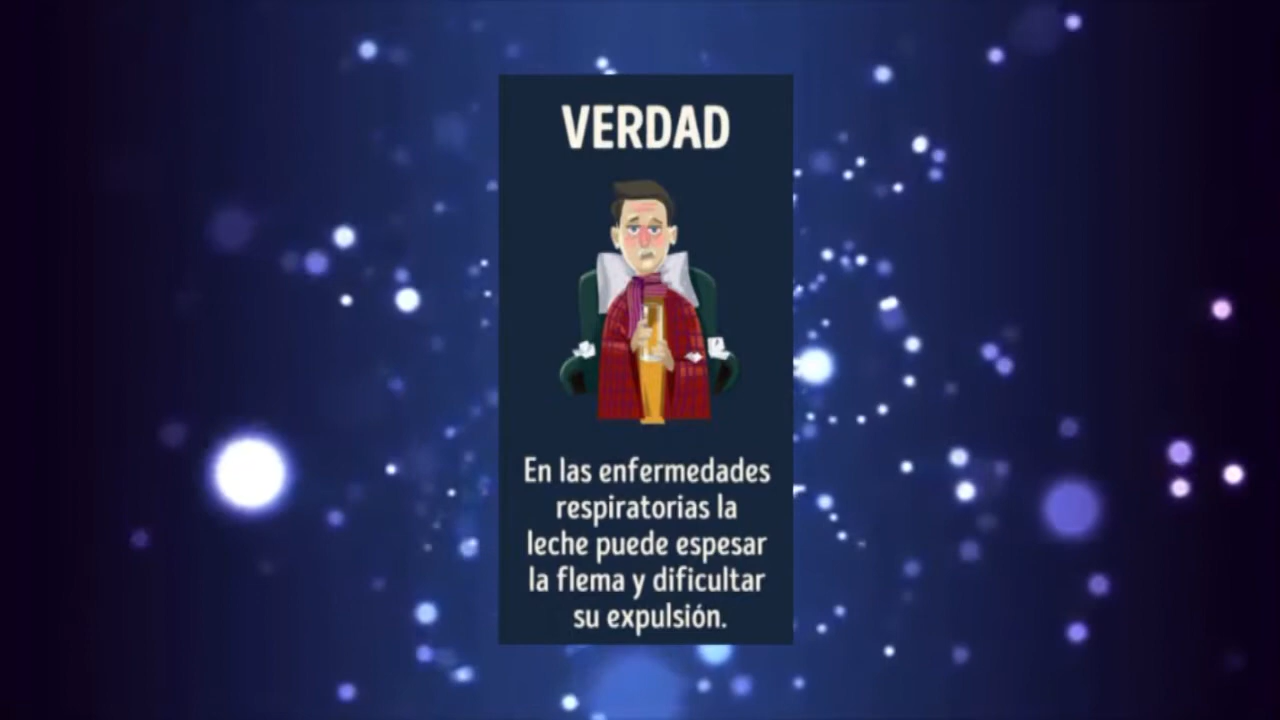 VERDAD
En las enfermedades
respiratorias la
leche puede espesar
la flema y dificultar
su expulsión.